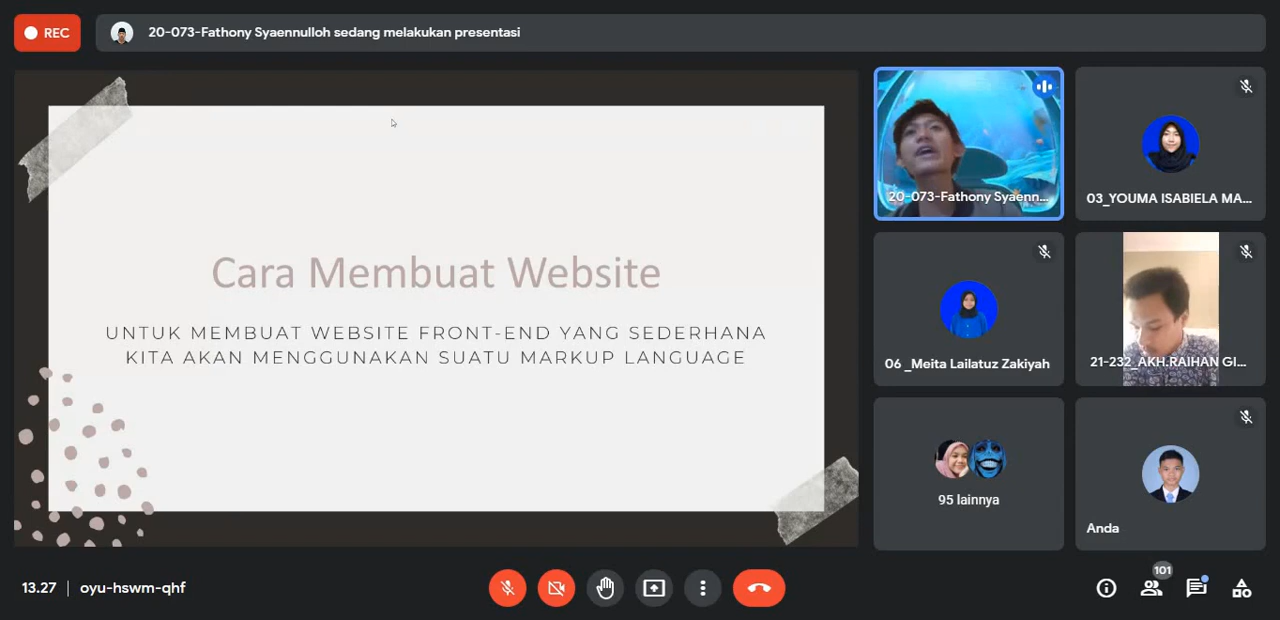 REC
20-073-Fathony Syaennulloh sedang melakukan presentasi
Cara Membuat Website
UNTUK MEMBUAT WEBSITE FRONT-END YANG SEDERHANA
KITA AKAN MENGGUNAKAN SUATU MARKUP LANGUAGE
20-073-Fathony Syaenn...
03_YOUMA ISABIELA MA...
06 _Meita Lailatuz Zakiyah
21-232_AKH.RAIHAN GI...
95 lainnya
Anda
13.27 | oyu-hswm-qhf
101